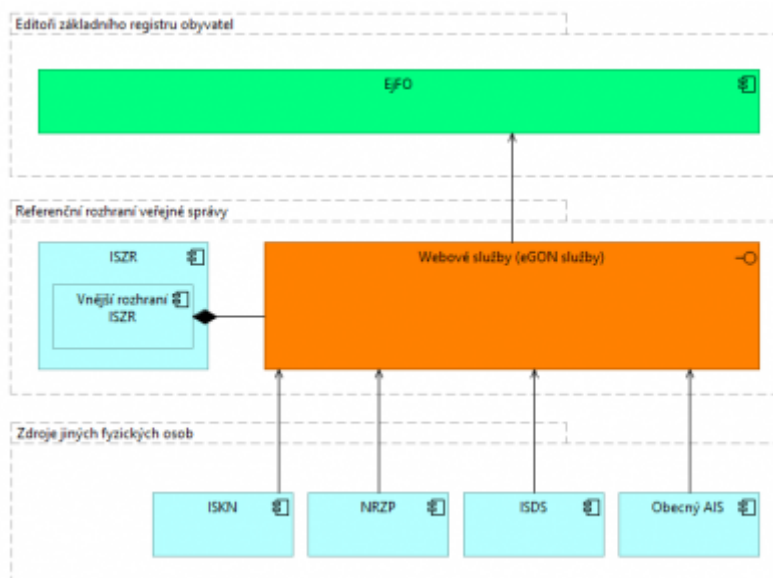 Editoři základního registru obyvatel
EjFO
Referenční rozhraní veřejné správy
ISZR
Vnější rozhraní
ISZR
Webové služby (eGON služby)
Zdroje jiných fyzických osob
ISKN
NRZP
ISDS
Obecný AIS